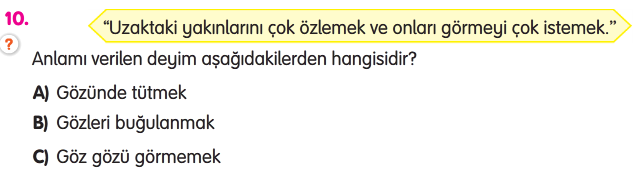 10.
"Uzaktaki yakınlarını çok özlemek ve onları görmeyi çok istemek."
?
Anlamı verilen deyim aşağıdakilerden hangisidir?
A) Gözünde tütmek
B) Gözleri buğulanmak
C) Göz gözü görmemek